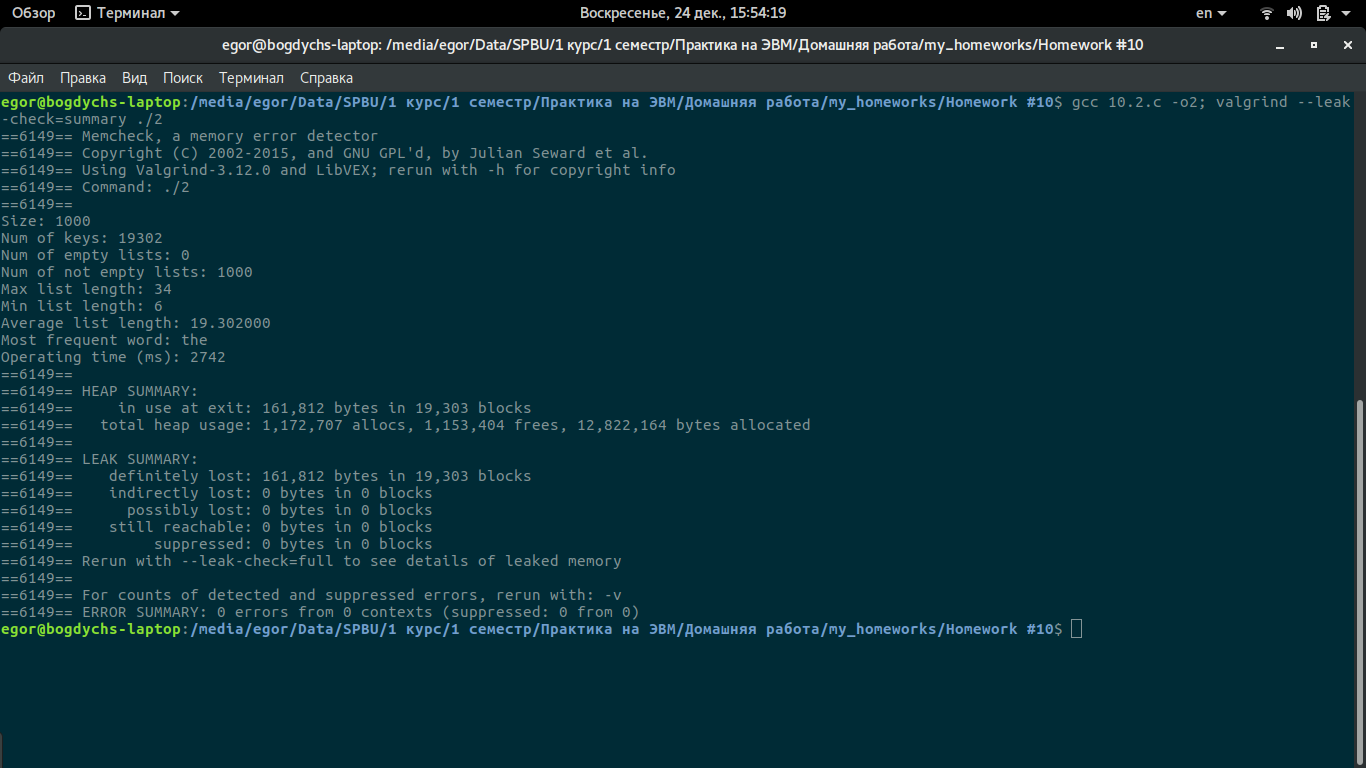 Обзор Терминал Воскресенье, 24 дек., 15:54:19 en
egor@bogdychs-laptop: /media/egor/Data/SPBU/1 курс/1 семестр/Практика на ЭВМ/Домашняя работа/my_homeworks/Homework #10
Файл Правка Вид Поиск Терминал Справка
egor@bogdychs-laptop:/media/egor/Data/SPBU/1 курс/1 семестр/Практика на ЭВМ/Домашняя работа/my_homeworks/Homework #10$ gcc 10.2.c -o2; valgrind --leak
-check=summary ./2
==6149== Memcheck, a memory error detector
==6149== Copyright (C) 2002-2015, and GNU GPL'd, by Julian Seward et al.
==6149== Using Valgrind-3.12.0 and LibVEX; rerun with -h for copyright info
==6149== Command: ./2
==6149==
Size: 1000
Num of keys: 19302
Num of empty lists: 0
Num of not empty lists: 1000
Max list length: 34
Min list length: 6
Average list length: 19.302000
Most frequent word: the
Operating time (ms): 2742
==6149==
==6149== HEAP SUMMARY:
==6149==     in use at exit: 161,812 bytes in 19,303 blocks
==6149==   total heap usage: 1,172,707 allocs, 1,153,404 frees, 12,822,164 bytes allocated
==6149==
==6149== LEAK SUMMARY:
==6149==    definitely lost: 161,812 bytes in 19,303 blocks
==6149==    indirectly lost: 0 bytes in 0 blocks
==6149==      possibly lost: 0 bytes in 0 blocks
==6149==    still reachable: 0 bytes in 0 blocks
==6149==         suppressed: 0 bytes in 0 blocks
==6149== Rerun with --leak-check=full to see details of leaked memory
==6149==
==6149== For counts of detected and suppressed errors, rerun with: -v
==6149== ERROR SUMMARY: 0 errors from 0 contexts (suppressed: 0 from 0)
egor@bogdychs-laptop:/media/egor/Data/SPBU/1 курс/1 семестр/Практика на ЭВМ/Домашняя работа/my_homeworks/Homework #10$